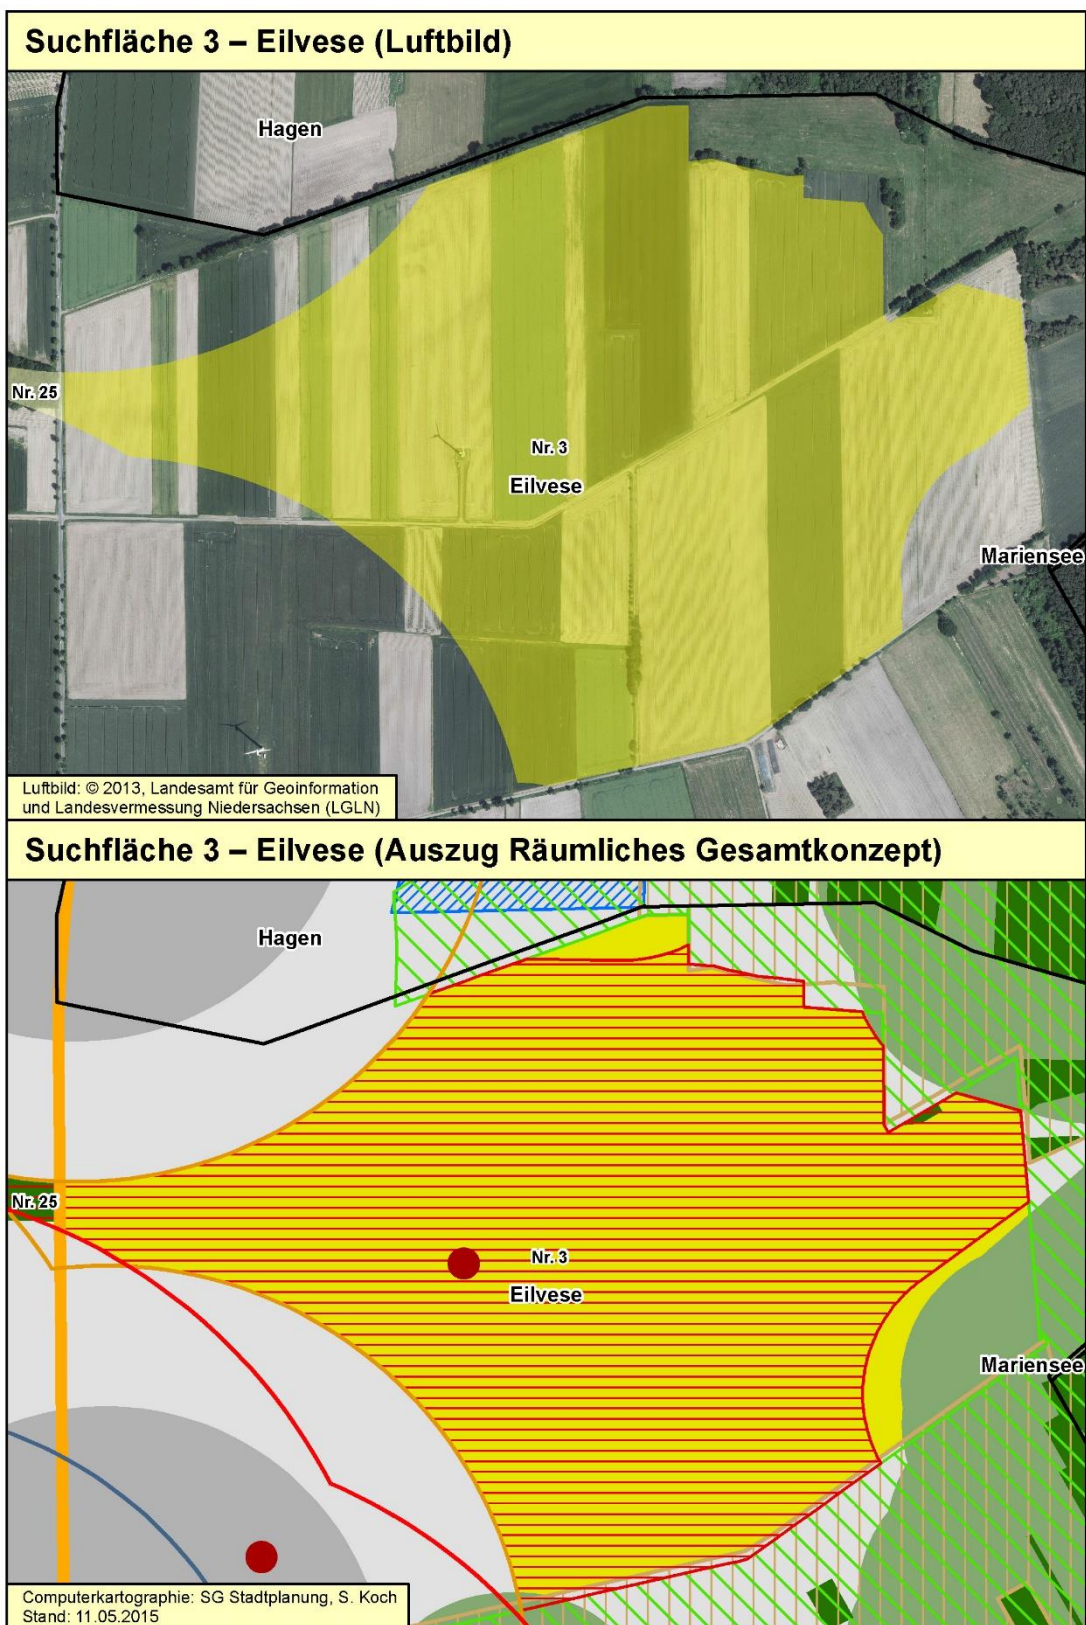 Suchfläche 3 – Eilvese (Luftbild)
Hagen
Nr. 25
Nr. 3
Eilvese
Mariensee
Luftbild: © 2013, Landesamt für Geoinformation
und Landesvermessung Niedersachsen (LGLN)
Suchfläche 3 – Eilvese (Auszug Räumliches Gesamtkonzept)
Hagen
Nr. 25
Nr. 3
Eilvese
Mariensee
Computerkartographie: SG Stadtplanung, S. Koch
Stand: 11.05.2015